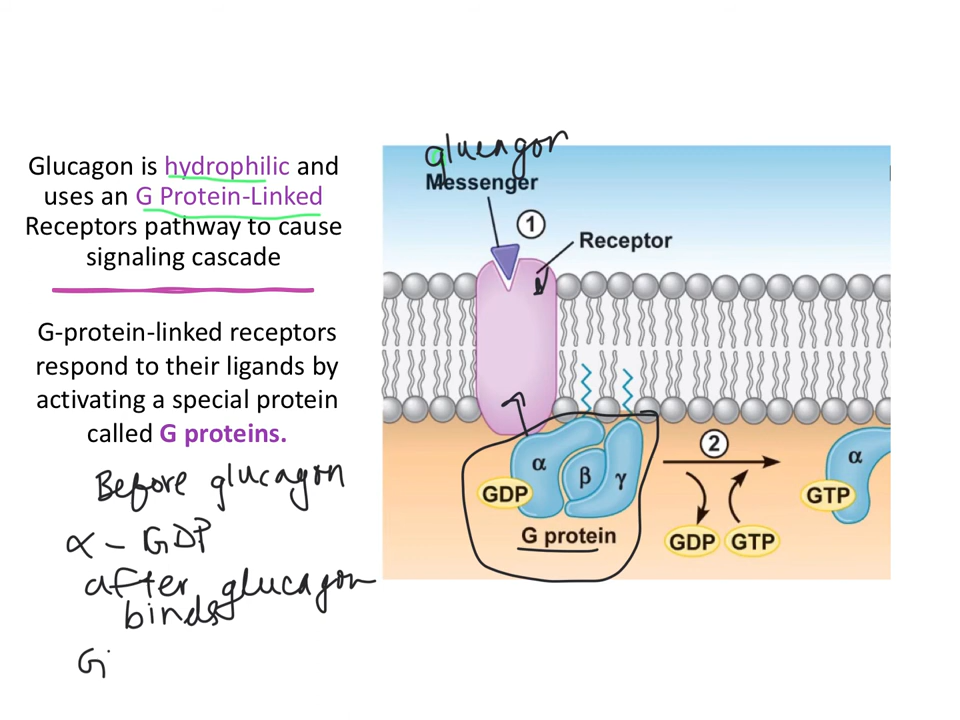 Glucagon is hydrophilic and
uses an G Protein-Linked
Receptors pathway to cause
signaling cascade
G-protein-linked receptors
respond to their ligands by
activating a special protein
called G proteins.
Before glucagon
α – GDP
after glucagon
binds
G
glucagon
Messenger
1
Receptor
α
β
γ
GDP
G protein
2
GDP
GTP
α
GTP